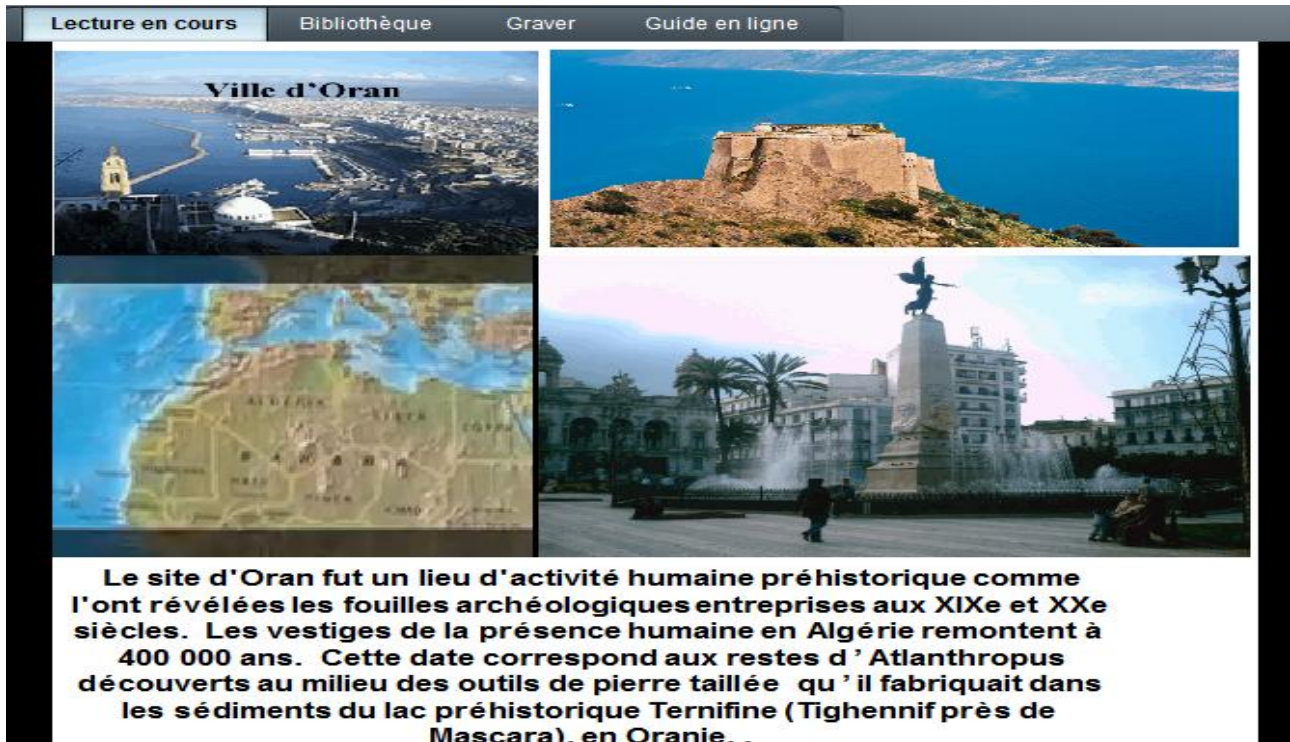 Lecture en cours Bibliothèque Graver Guide en ligne
Ville d'Oran
ALGERIA
Le site d'Oran fut un lieu d'activité humaine préhistorique comme
l'ont révélées les fouilles archéologiques entreprises aux XIXe et XXe
siècles. Les vestiges de la présence humaine en Algérie remontent à
400 000 ans. Cette date correspond aux restes d ’ Atlanthropus
découverts au milieu des outils de pierre taillée qu ’ il fabriquait dans
les sédiments du lac préhistorique Ternifine (Tighennif près de
Mascara), en Oranie. .